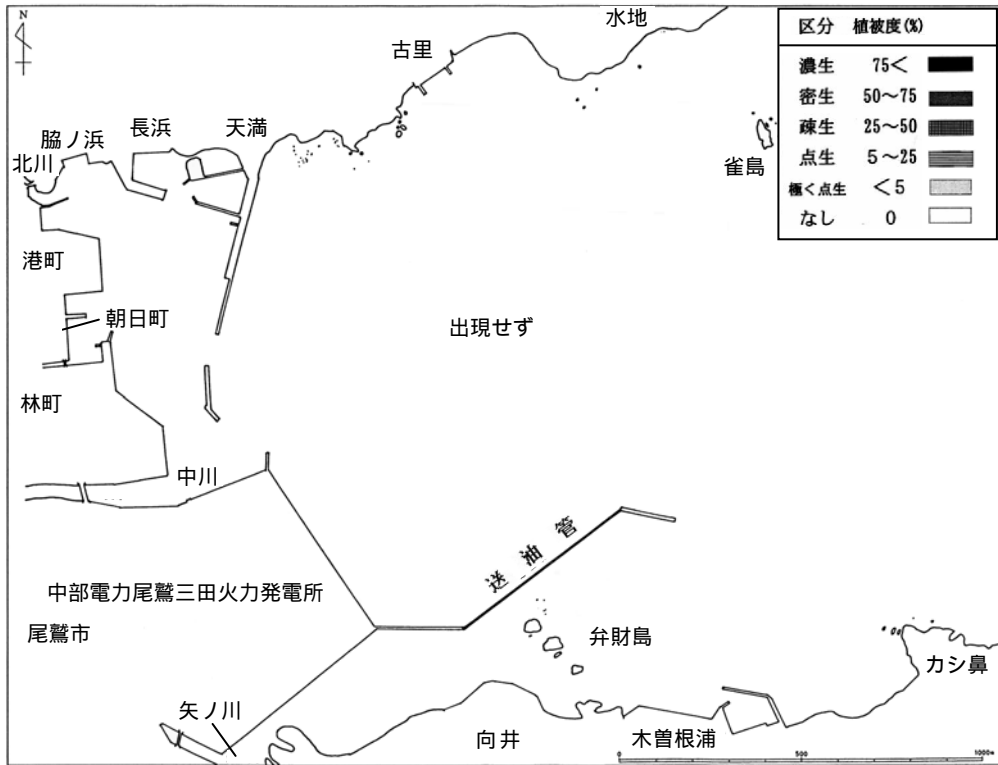 N
水地
古里
区分 植被度(%)
濃生 75<
密生 50～75
疎生 25～50
点生 5～25
極く点生 <5
なし 0
長浜
天満
脇ノ浜
北川
雀島
港町
朝日町
出現せず
林町
中川
送油管
中部電力尾鷲三田火力発電所
尾鷲市
弁財島
カシ鼻
矢ノ川
向井
木曽根浦
0 500 1000m